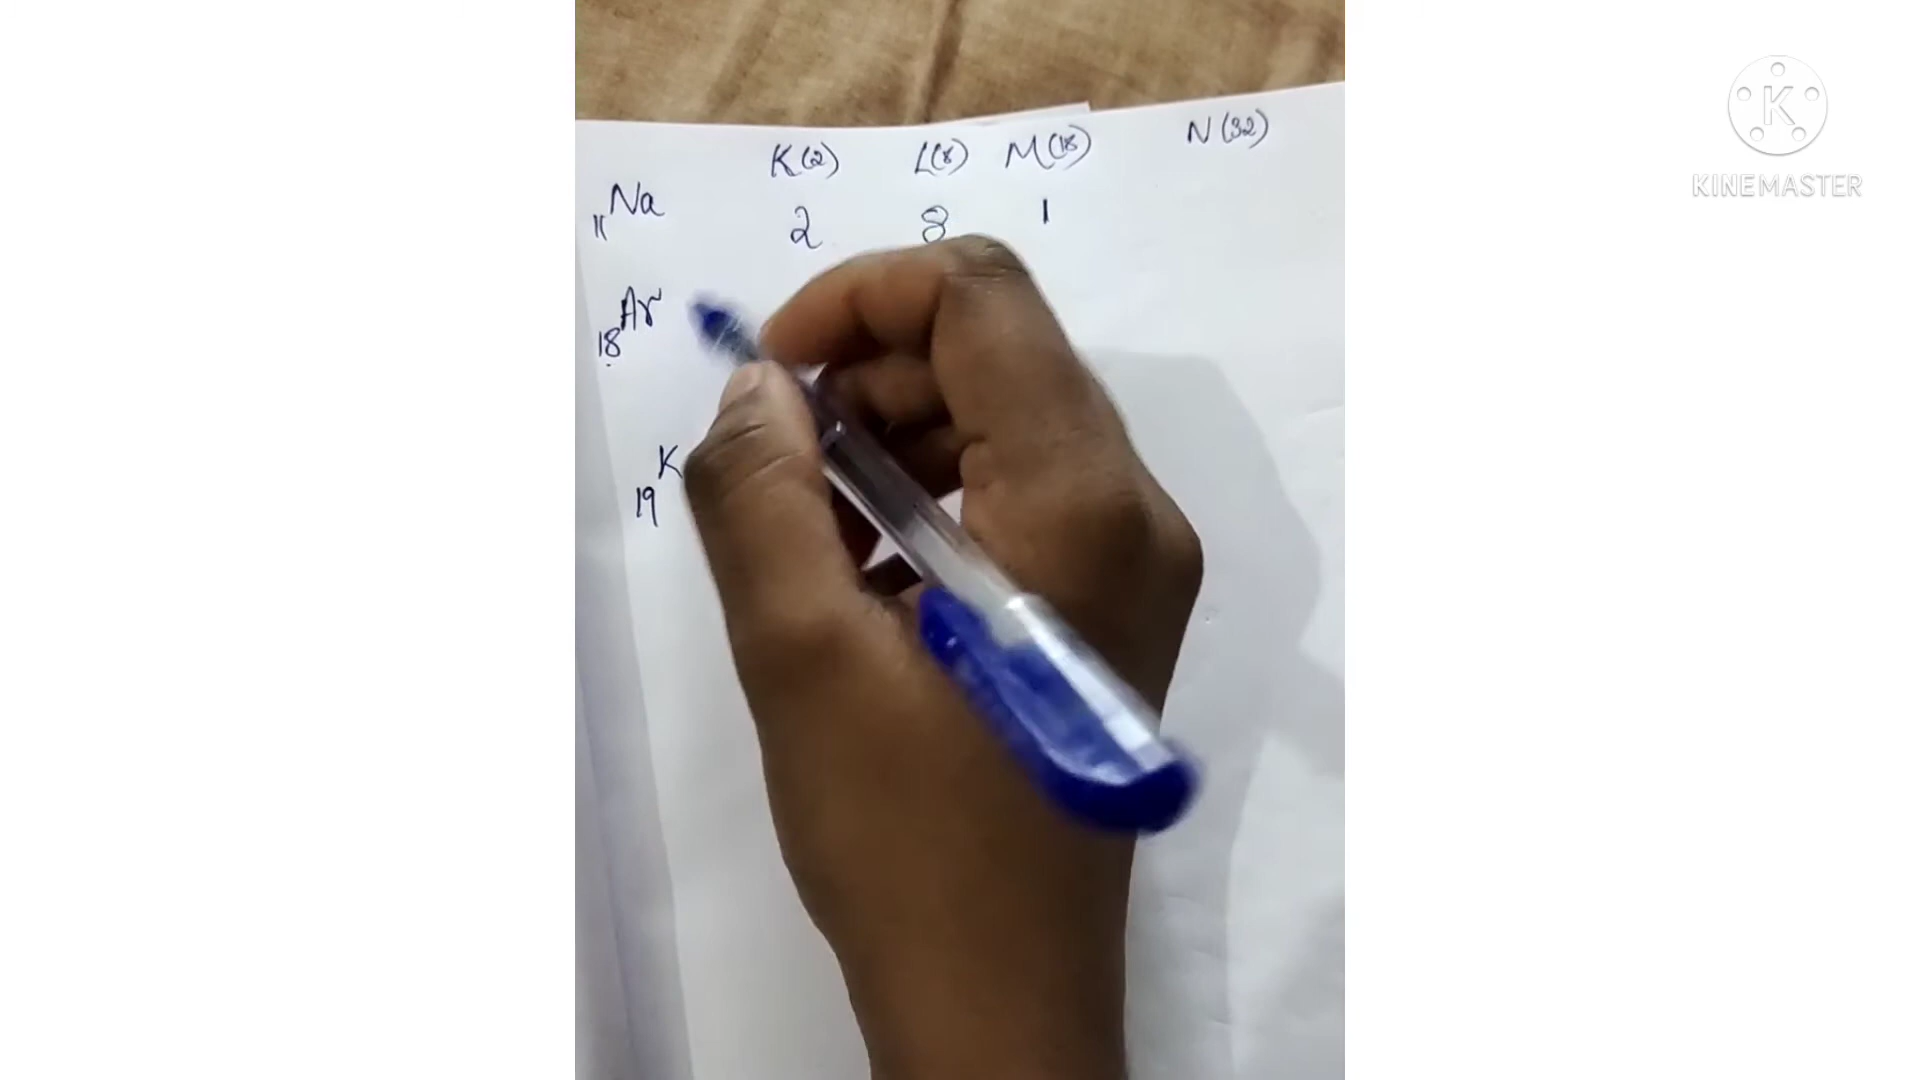 K(2) L(8) M(18) N(32)
11Na 2 8 1
18Ar
19K
K
KINEMASTER